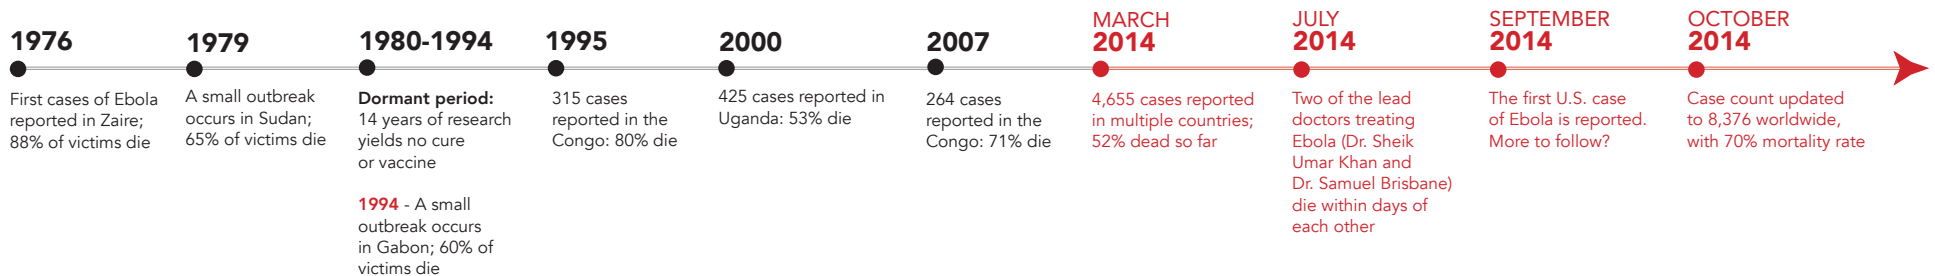 1976
First cases of Ebola
reported in Zaire;
88% of victims die
1979
A small outbreak
occurs in Sudan;
65% of victims die
1980-1994
Dormant period:
14 years of research
yields no cure
or vaccine
1994 - A small
outbreak occurs
in Gabon; 60% of
victims die
1995
315 cases
reported in the
Congo: 80% die
2000
425 cases reported in
Uganda: 53% die
2007
264 cases
reported in the
Congo: 71% die
MARCH
2014
4,655 cases reported
in multiple countries;
52% dead so far
JULY
2014
Two of the lead
doctors treating
Ebola (Dr. Sheik
Umar Khan and
Dr. Samuel Brisbane)
die within days of
each other
SEPTEMBER
2014
The first U.S. case
of Ebola is reported.
More to follow?
OCTOBER
2014
Case count updated
to 8,376 worldwide,
with 70% mortality rate